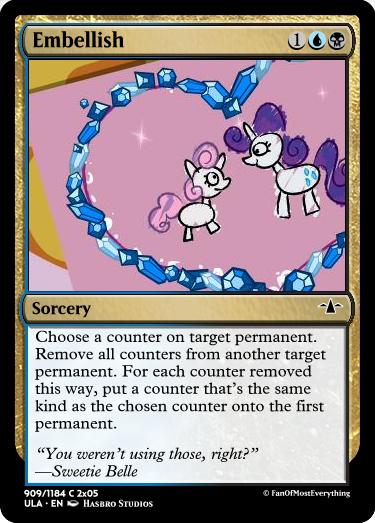 Embellish 1
Sorcery
Choose a counter on target permanent.
Remove all counters from another target
permanent. For each counter removed
this way, put a counter that's the same
kind as the chosen counter onto the first
permanent.
"You weren't using those, right?"
—Sweetie Belle
909/1184 C 2x05
ULA • EN HASBRO STUDIOS
© FanOfMostEverything